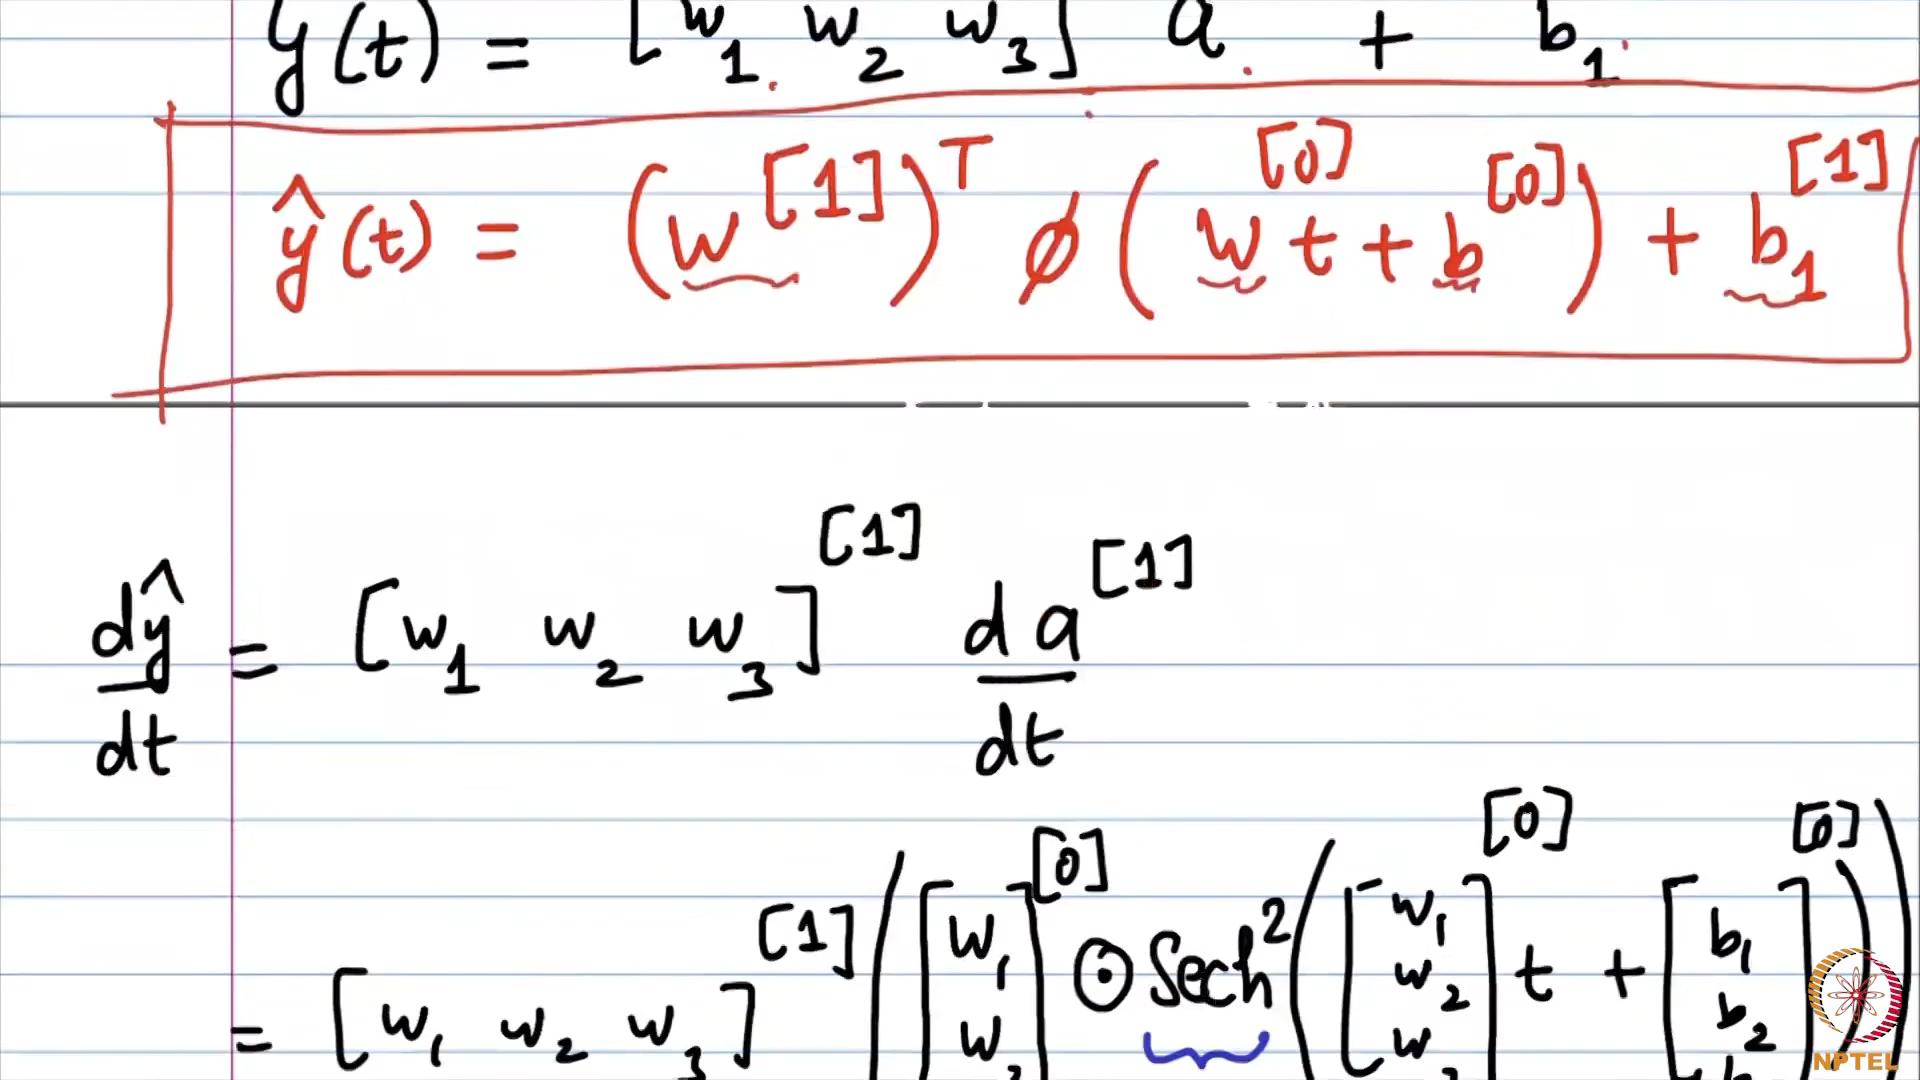 y(t) = [w1 w2 w3] a + b1
ŷ(t) = (w^[1])^T ϕ(w^[0] t + b^[0]) + b1^[1]
dŷ/dt = [w1 w2 w3]^[1] da^[1]/dt
= [w1 w2 w3]^[1] ([w1 w2]^[0] ⊙ Sech²([w1 w2 w3]^[0] t + [b1 b2]^[0]))
NPTEL